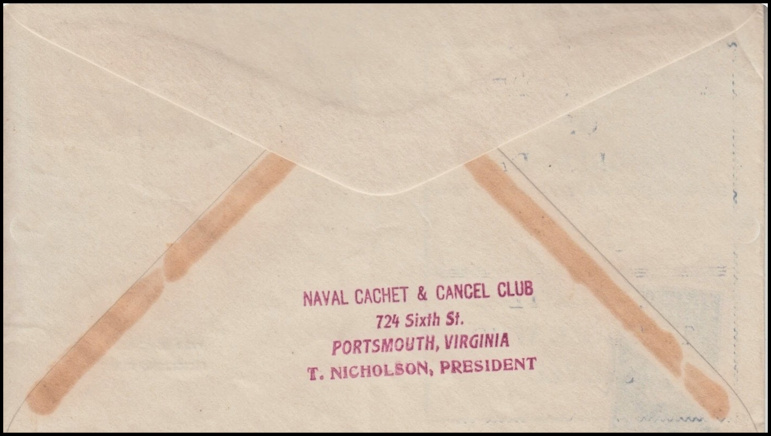 NAVAL CACHET & CANCEL CLUB
724 Sixth St.
PORTSMOUTH, VIRGINIA
T. NICHOLSON, PRESIDENT